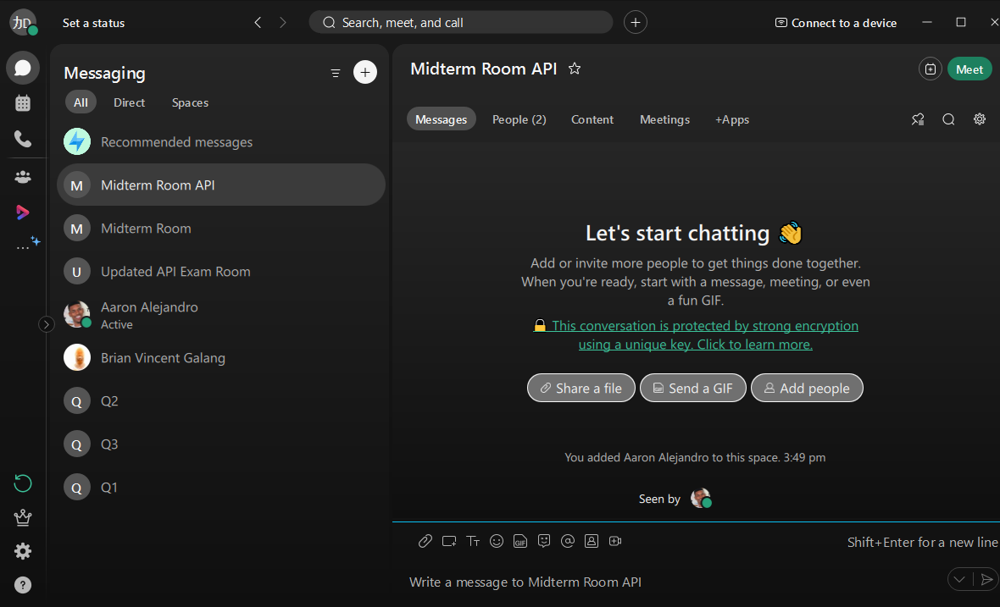 力D
Set a status
Search, meet, and call
Connect to a device
Messaging
All Direct Spaces
Recommended messages
M Midterm Room API
M Midterm Room
U Updated API Exam Room
Aaron Alejandro
Active
Brian Vincent Galang
Q Q2
Q Q3
Q Q1
Midterm Room API
Meet
Messages People (2) Content Meetings +Apps
Let's start chatting 👋
Add or invite more people to get things done together.
When you're ready, start with a message, meeting, or even
a fun GIF.
🔒 This conversation is protected by strong encryption
using a unique key. Click to learn more.
Share a file
GIF Send a GIF
Add people
You added Aaron Alejandro to this space. 3:49 pm
Seen by
GIF
Shift+Enter for a new line
Write a message to Midterm Room API